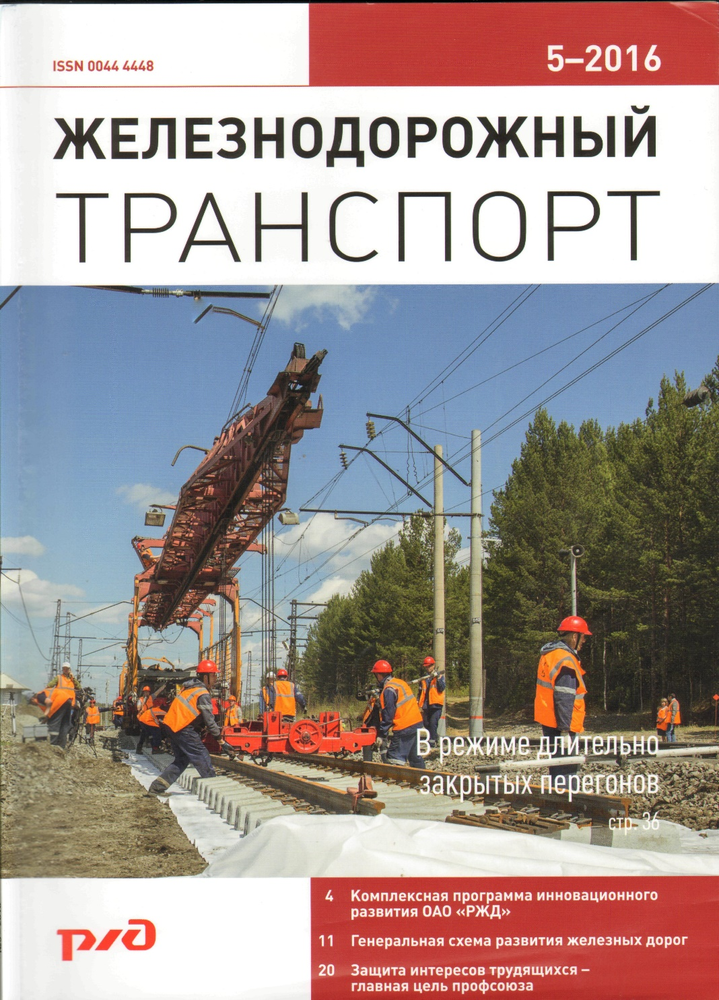 ISSN 0044 4448
5–2016
ЖЕЛЕЗНОДОРОЖНЫЙ
ТРАНСПОРТ
В режиме длительно
закрытых перегонов
стр. 36
4 Комплексная программа инновационного
развития ОАО «РЖД»
11 Генеральная схема развития железных дорог
20 Защита интересов трудящихся –
главная цель профсоюза
ржд